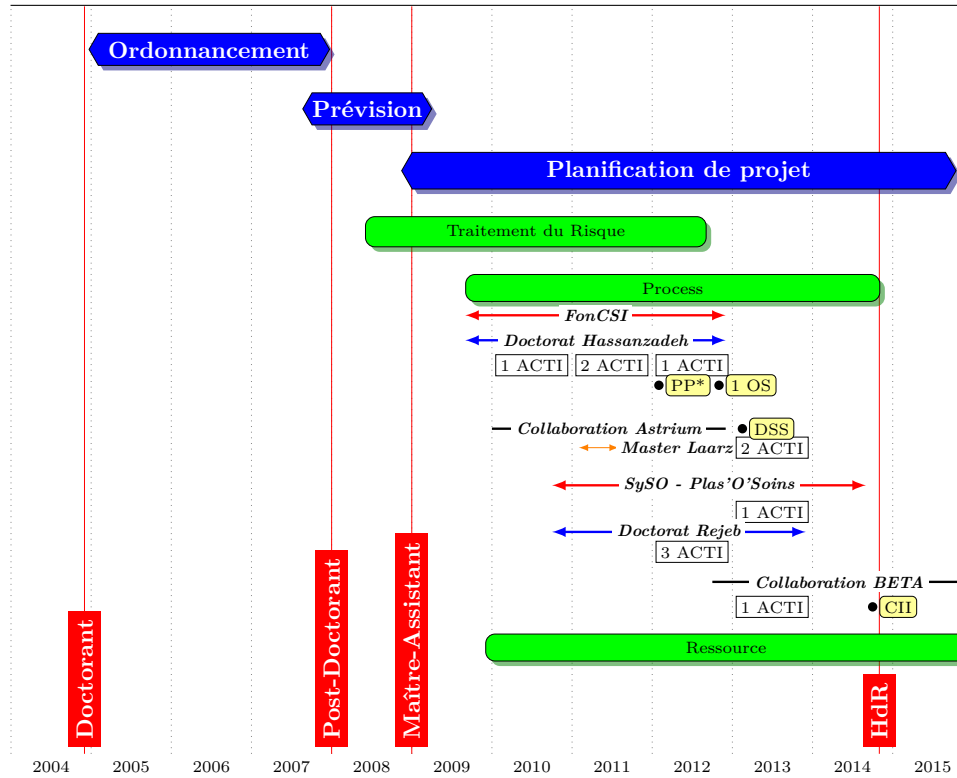 Ordonnancement
Prévision
Planification de projet
Traitement du Risque
Process
FonCSI
Doctorat Hassanzadeh
1 ACTI
2 ACTI
1 ACTI
PP*
1 OS
Collaboration Astrium
DSS
Master Laarz
2 ACTI
SySO - Plas'O'Soins
1 ACTI
Doctorat Rejeb
3 ACTI
Collaboration BETA
1 ACTI
CII
Ressource
Doctorant
Post-Doctorant
Maître-Assistant
HdR
2004 2005 2006 2007 2008 2009 2010 2011 2012 2013 2014 2015